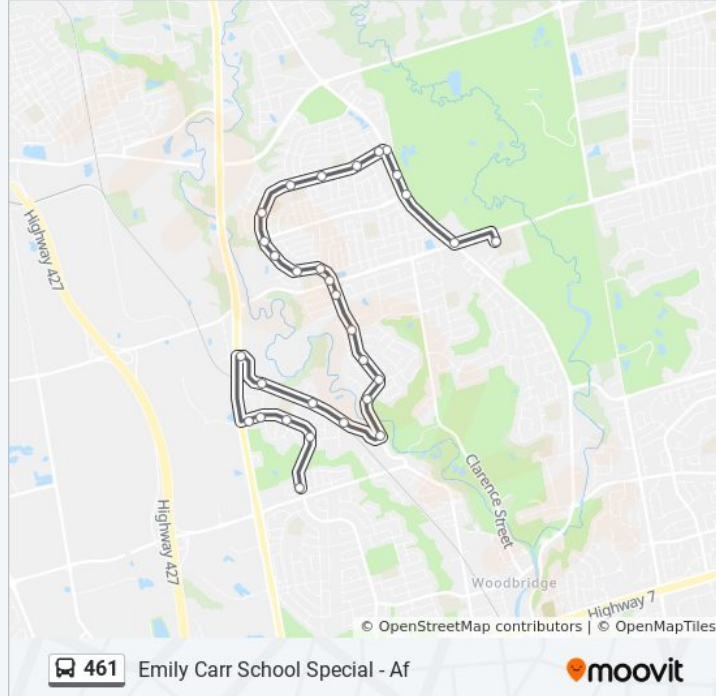 Highway 427
Highway 427
Clarence Street
Woodbridge
Highway 7
© OpenStreetMap contributors | © OpenMapTiles
461 Emily Carr School Special - Af
moovit